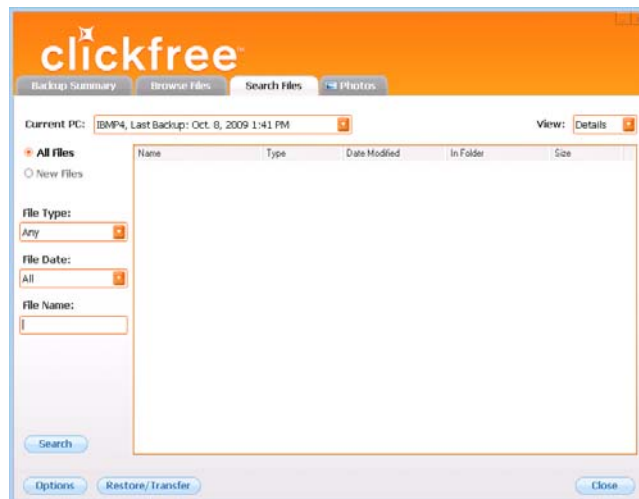 clickfree™
Backup Summary Browse Files Search Files Photos
Current PC: IBMP4, Last Backup: Oct. 8, 2009 1:41 PM View: Details
All Files
Name Type Date Modified In Folder Size
New Files
File Type:
Any
File Date:
All
File Name:
Search
Options Restore/Transfer Close